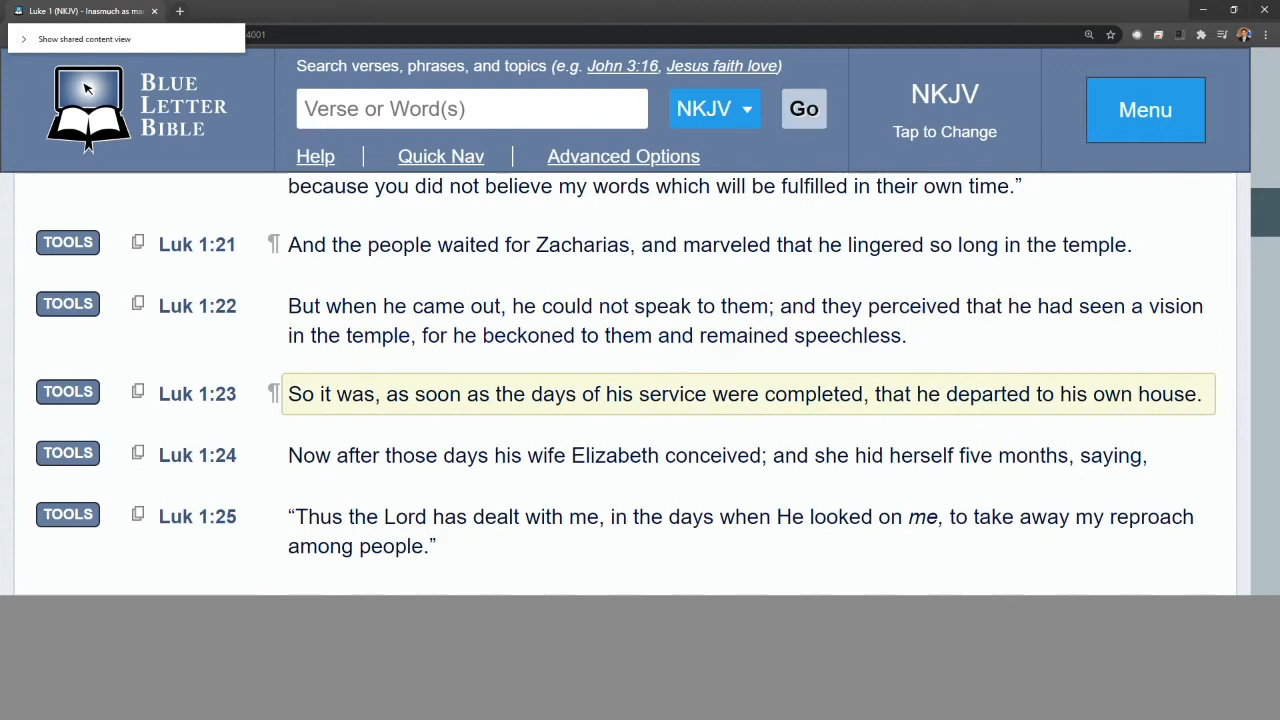 Luke 1 (NKJV) - Inasmuch as ma
Show shared content view
4001
BLUE
LETTER
BIBLE
Search verses, phrases, and topics (e.g. John 3:16, Jesus faith love)
Verse or Word(s)
NKJV
Go
Help
Quick Nav
Advanced Options
NKJV
Tap to Change
Menu
because you did not believe my words which will be fulfilled in their own time.”
TOOLS Luk 1:21 ¶ And the people waited for Zacharias, and marveled that he lingered so long in the temple.
TOOLS Luk 1:22 But when he came out, he could not speak to them; and they perceived that he had seen a vision
in the temple, for he beckoned to them and remained speechless.
TOOLS Luk 1:23 ¶ So it was, as soon as the days of his service were completed, that he departed to his own house.
TOOLS Luk 1:24 Now after those days his wife Elizabeth conceived; and she hid herself five months, saying,
TOOLS Luk 1:25 “Thus the Lord has dealt with me, in the days when He looked on me, to take away my reproach
among people.”